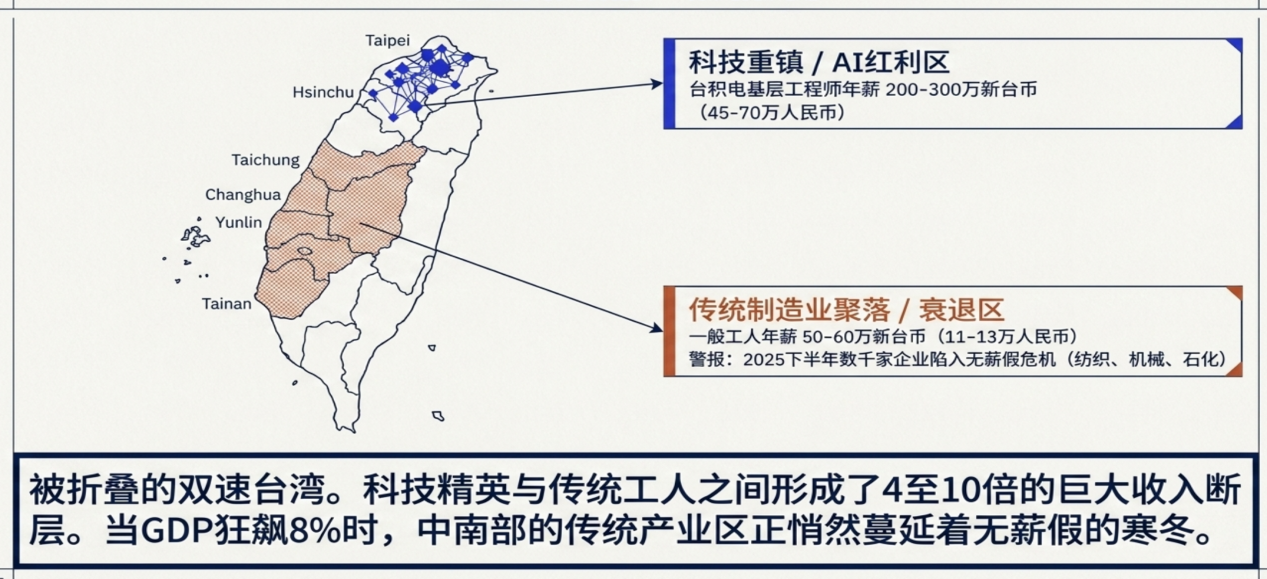 Taipei
Hsinchu
Taichung
Changhua
Yunlin
Tainan
科技重镇 / AI红利区
台积电基层工程师年薪 200-300万新台币
（45-70万人民币）
传统制造业聚落 / 衰退区
一般工人年薪 50-60万新台币（11-13万人民币）
警报：2025下半年数千家企业陷入无薪假危机（纺织、机械、石化）
被折叠的双速台湾。科技精英与传统工人之间形成了4至10倍的巨大收入断
层。当GDP狂飙8%时，中南部的传统产业区正悄然蔓延着无薪假的寒冬。